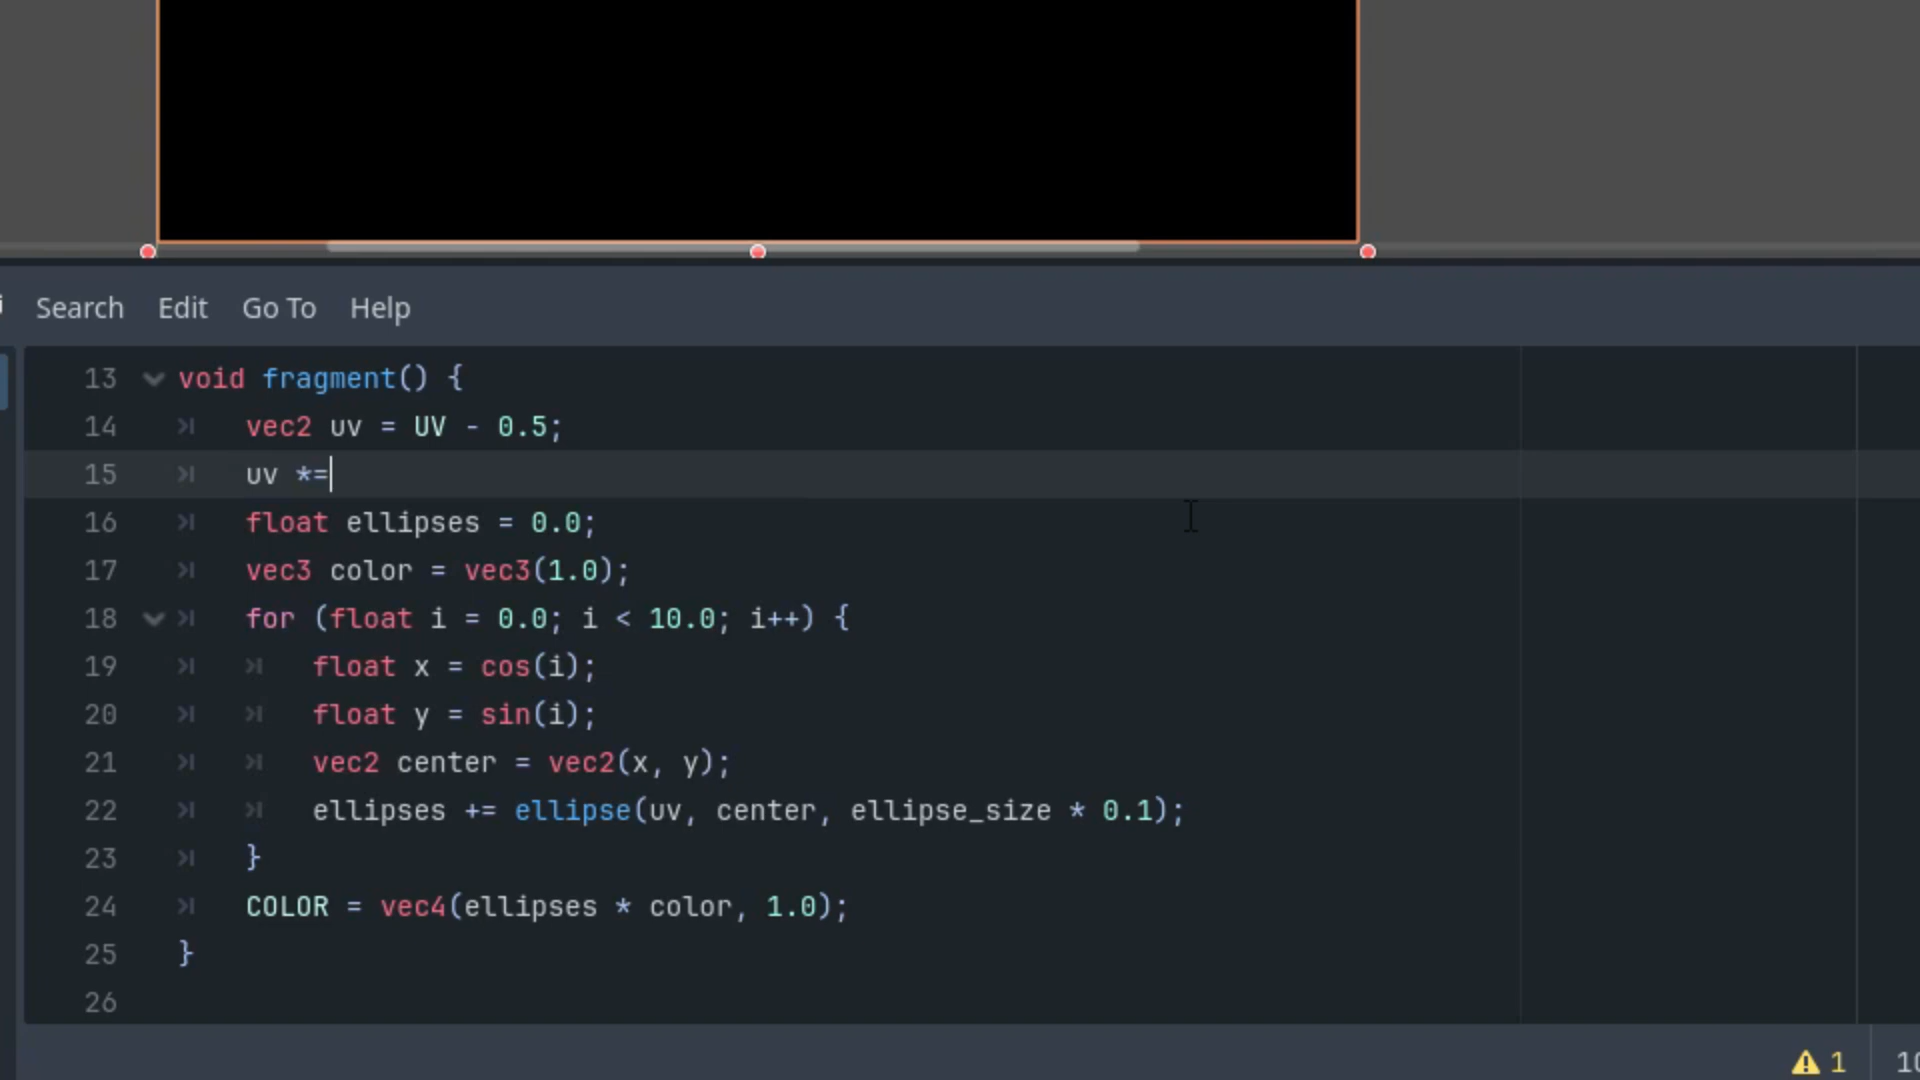 Search Edit Go To Help
13 void fragment() {
14 vec2 uv = UV - 0.5;
15 uv *=
16 float ellipses = 0.0;
17 vec3 color = vec3(1.0);
18 for (float i = 0.0; i < 10.0; i++) {
19 float x = cos(i);
20 float y = sin(i);
21 vec2 center = vec2(x, y);
22 ellipses += ellipse(uv, center, ellipse_size * 0.1);
23 }
24 COLOR = vec4(ellipses * color, 1.0);
25 }
26
1